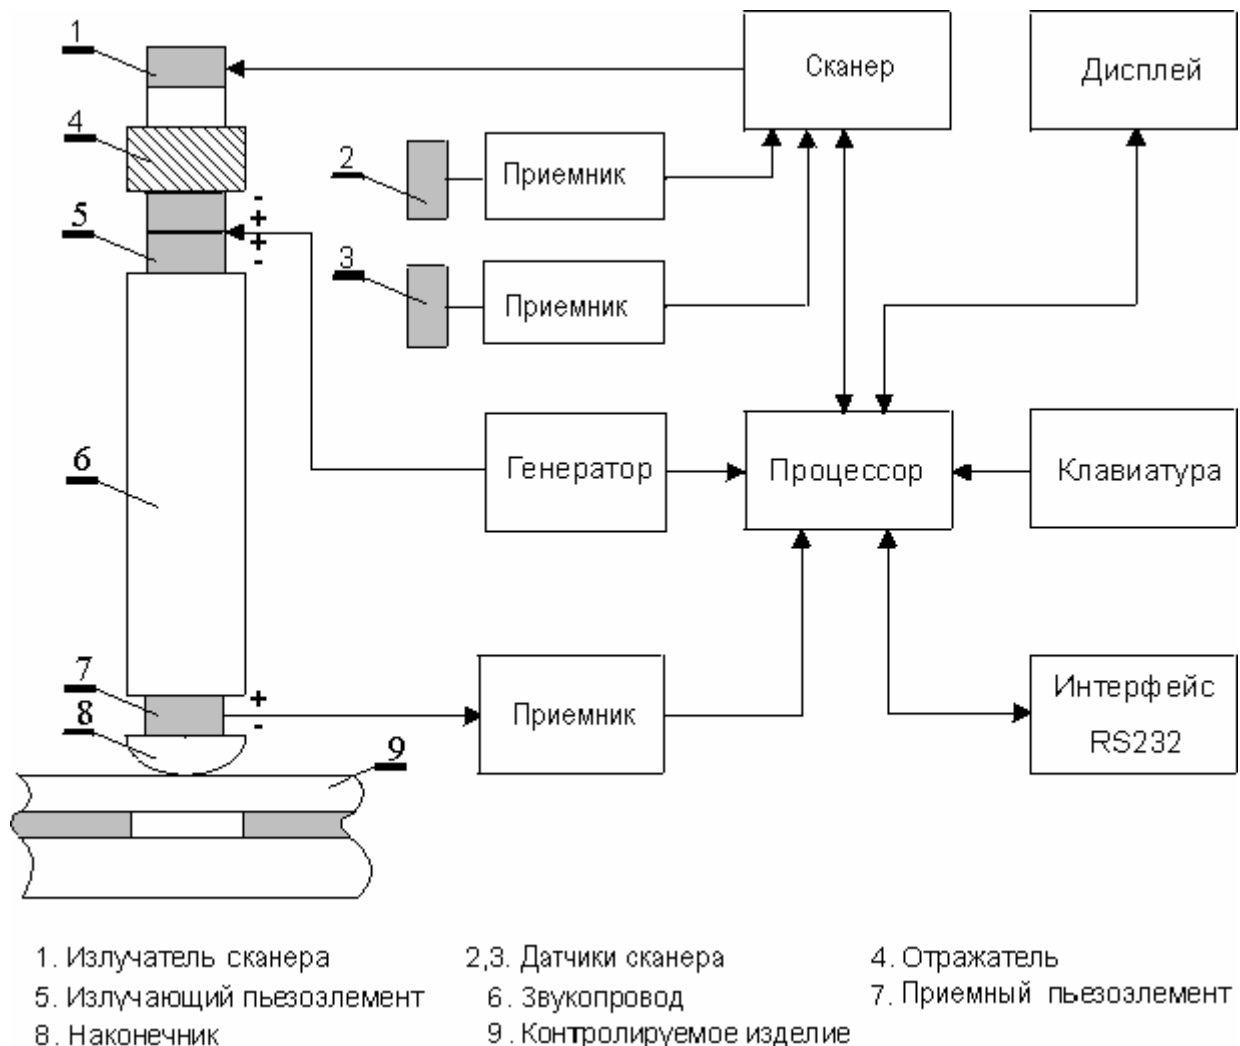 1
Сканер
Дисплей
4
2
Приемник
-
+
5
+
-
3
Приемник
6
Генератор
Процессор
Клавиатура
7
+
-
Приемник
Интерфейс
RS232
8
9
1. Излучатель сканера
2,3. Датчики сканера
4. Отражатель
5. Излучающий пьезоэлемент
6. Звукопровод
7. Приемный пьезоэлемент
8. Наконечник
9. Контролируемое изделие